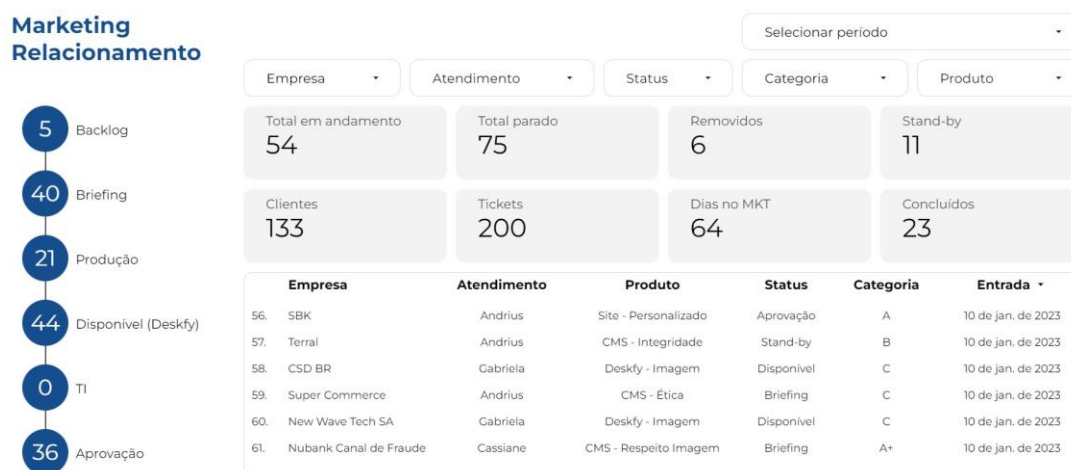 Marketing
Relacionamento
Selecionar período
Empresa Atendimento Status Categoria Produto
5 Backlog
40 Briefing
21 Produção
44 Disponível (Deskfy)
0 TI
36 Aprovação
Total em andamento Total parado Removidos Stand-by
54 75 6 11
Clientes Tickets Dias no MKT Concluídos
133 200 64 23
Empresa Atendimento Produto Status Categoria Entrada
56. SBK Andrius Site - Personalizado Aprovação A 10 de jan. de 2023
57. Terral Andrius CMS - Integridade Stand-by B 10 de jan. de 2023
58. CSD BR Gabriela Deskfy - Imagem Disponível C 10 de jan. de 2023
59. Super Commerce Andrius CMS - Ética Briefing C 10 de jan. de 2023
60. New Wave Tech SA Gabriela Deskfy - Imagem Disponível C 10 de jan. de 2023
61. Nubank Canal de Fraude Cassiane CMS - Respeito Imagem Briefing A+ 10 de jan. de 2023